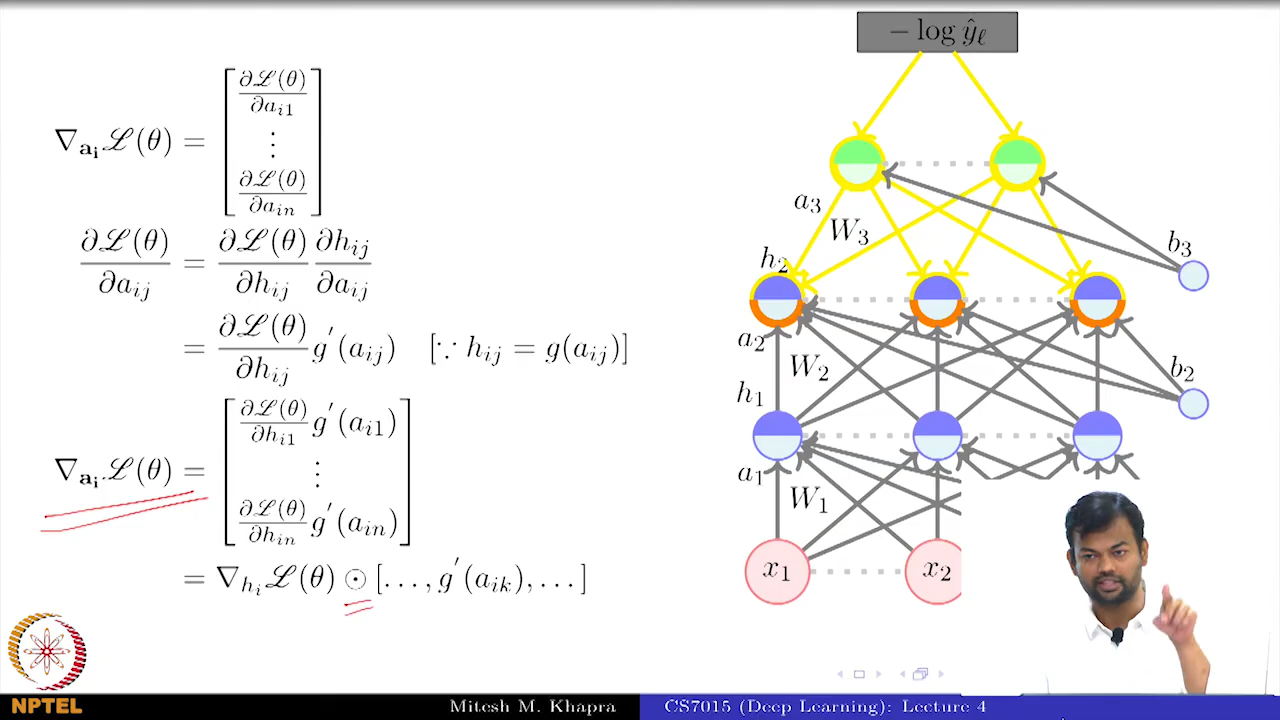 − log ŷ_ℓ
∇_{a_i} ℒ(θ) = [ ∂ℒ(θ)/∂a_{i1} ⋮ ∂ℒ(θ)/∂a_{in} ]
∂ℒ(θ)/∂a_{ij} = ∂ℒ(θ)/∂h_{ij} ∂h_{ij}/∂a_{ij}
= ∂ℒ(θ)/∂h_{ij} g′(a_{ij}) [∵ h_{ij} = g(a_{ij})]
∇_{a_i} ℒ(θ) = [ ∂ℒ(θ)/∂h_{i1} g′(a_{i1}) ⋮ ∂ℒ(θ)/∂h_{in} g′(a_{in}) ]
= ∇_{h_i} ℒ(θ) ⊙ [..., g′(a_{ik}), ...]
a_3
W_3
b_3
h_2
a_2
W_2
b_2
h_1
a_1
W_1
x_1
x_2
NPTEL
Mitesh M. Khapra
CS7015 (Deep Learning): Lecture 4